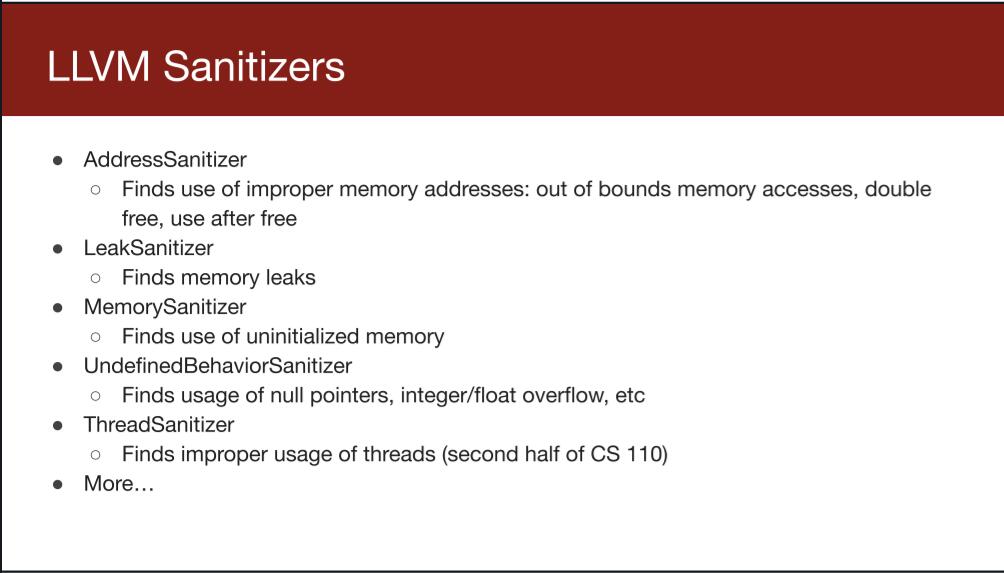 LLVM Sanitizers
● AddressSanitizer
○ Finds use of improper memory addresses: out of bounds memory accesses, double
free, use after free
● LeakSanitizer
○ Finds memory leaks
● MemorySanitizer
○ Finds use of uninitialized memory
● UndefinedBehaviorSanitizer
○ Finds usage of null pointers, integer/float overflow, etc
● ThreadSanitizer
○ Finds improper usage of threads (second half of CS 110)
● More…